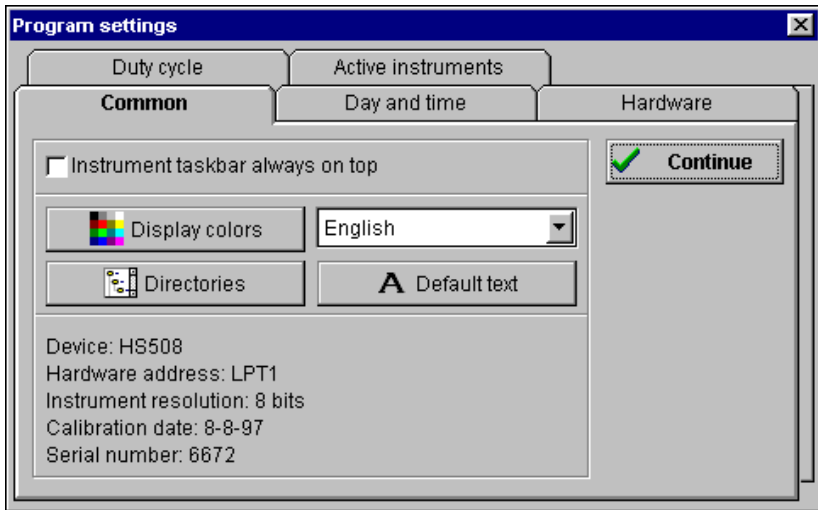 Program settings
Duty cycle
Active instruments
Common
Day and time
Hardware
Instrument taskbar always on top
Continue
Display colors
English
Directories
A Default text
Device: HS508
Hardware address: LPT1
Instrument resolution: 8 bits
Calibration date: 8-8-97
Serial number: 6672